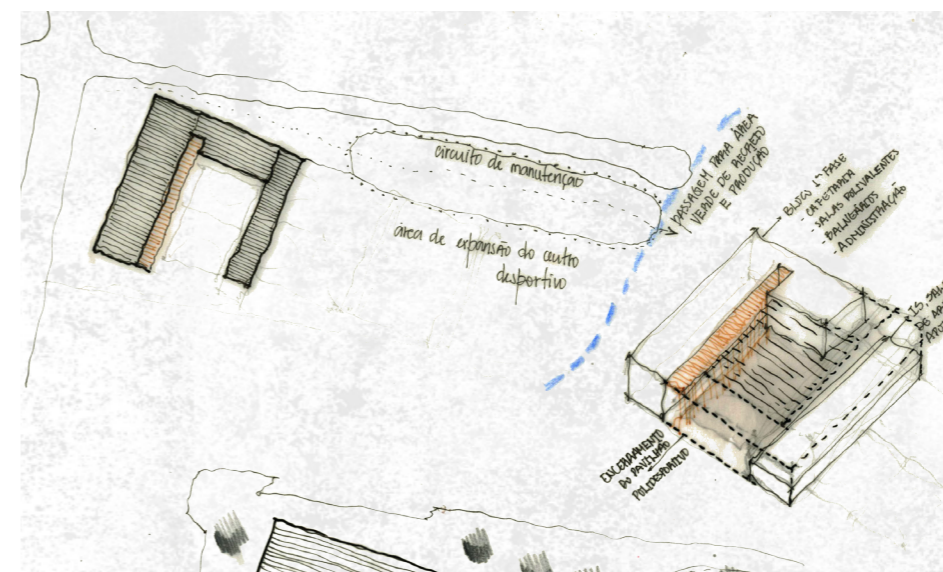 circuito de manutenção
área de expansão do centro
desportivo
PASSAGEM PARA ÁREA
VERDE DE RECREIO
E PRODUÇÃO
BLOCO 1ª FASE
CAFETARIA
SALAS POLIVALENTES
- BALNEÁRIOS
- ADMINISTRAÇÃO
ENCERRAMENTO
DO PAVILHÃO
POLIDESPORTIVO